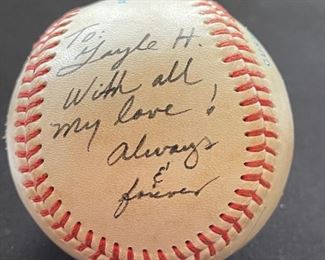 To:
Gayle H.
With all
my love!
Always
&
forever